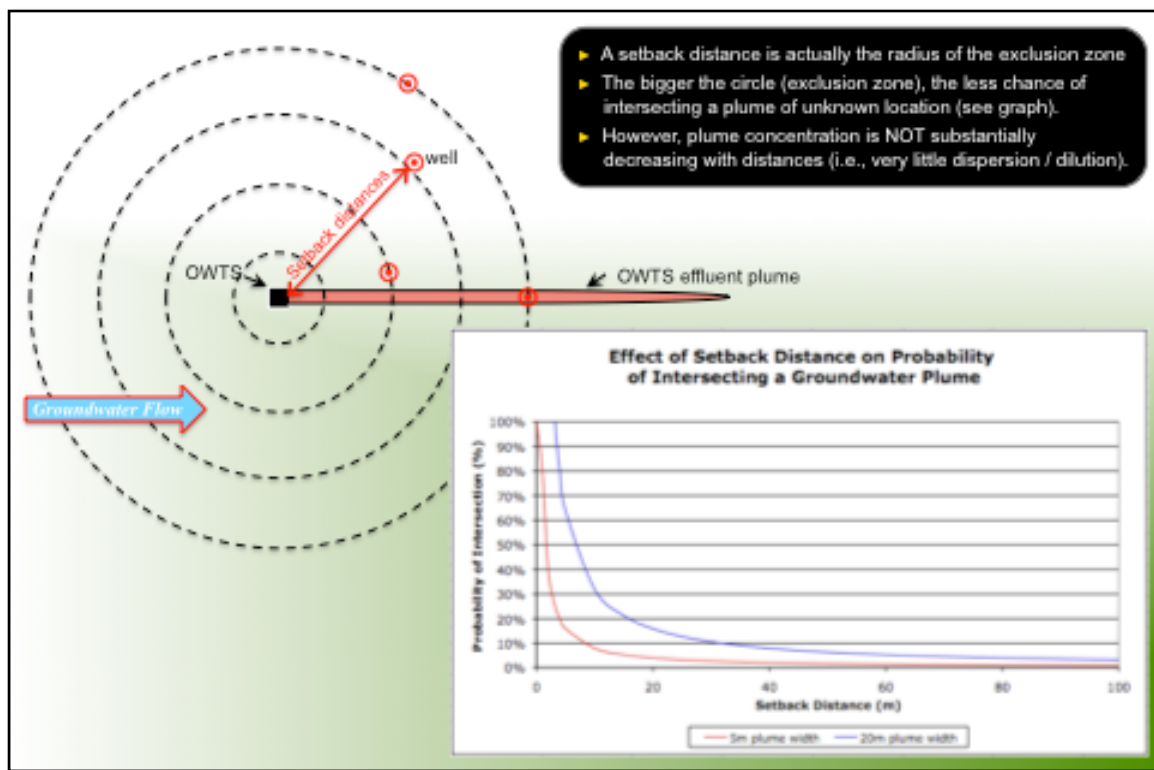 ► A setback distance is actually the radius of the exclusion zone
► The bigger the circle (exclusion zone), the less chance of
intersecting a plume of unknown location (see graph).
► However, plume concentration is NOT substantially
decreasing with distances (i.e., very little dispersion / dilution).
well
Setback distances
OWTS
OWTS effluent plume
Groundwater Flow
Effect of Setback Distance on Probability
of Intersecting a Groundwater Plume
Probability of Intersection (%)
100%
90%
80%
70%
60%
50%
40%
30%
20%
10%
0%
0 20 40 60 80 100
Setback Distance (m)
5m plume width 20m plume width